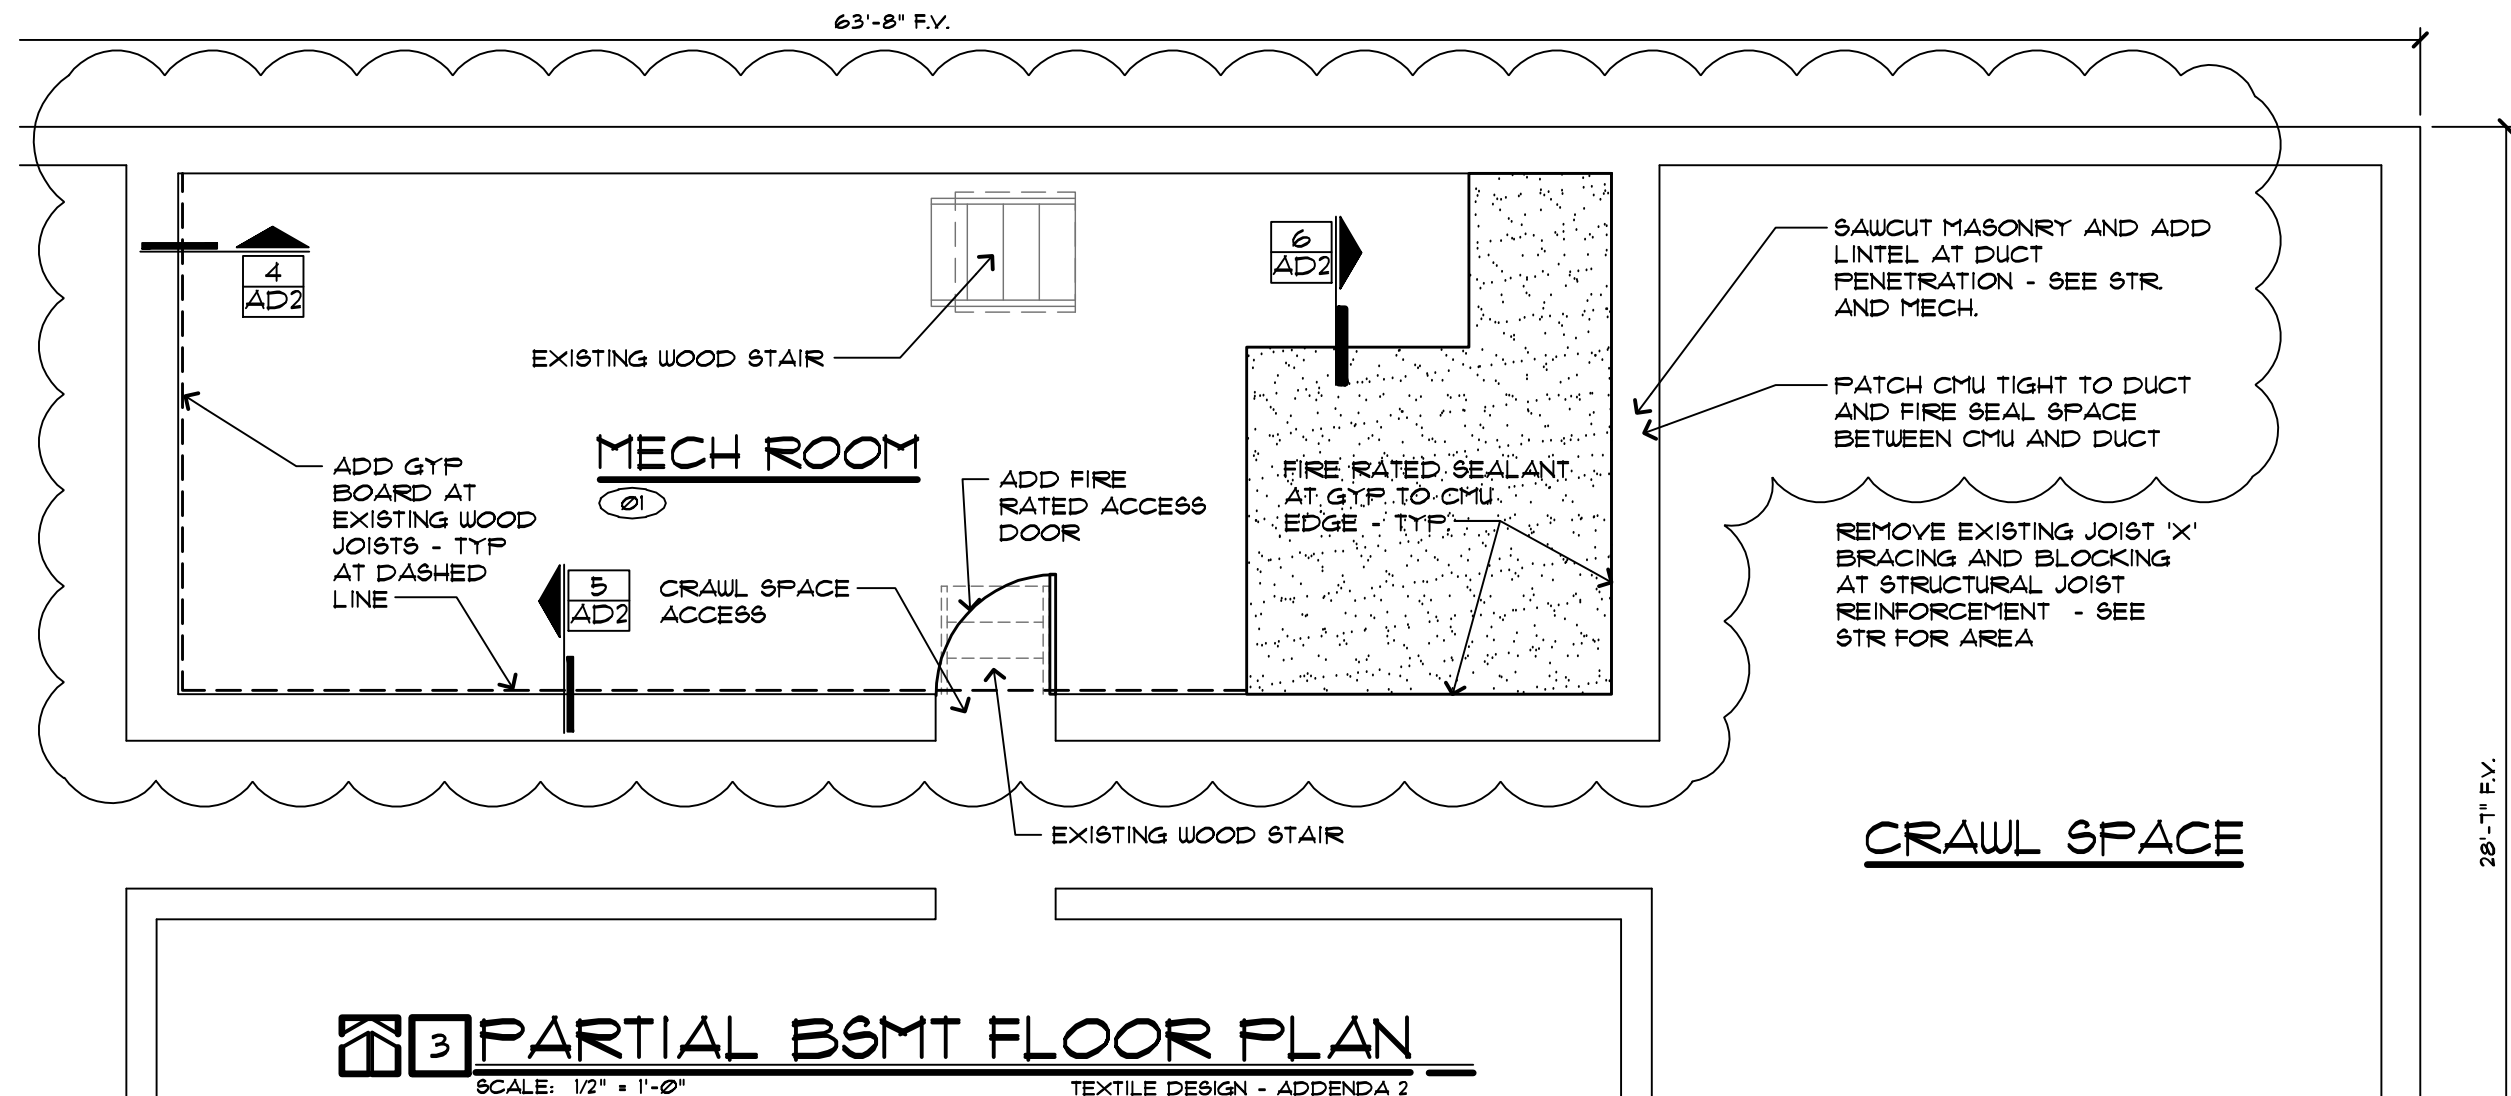 63'-8" F.V.
4
AD2
6
AD2
SAWCUT MASONRY AND ADD
LINTEL AT DUCT
PENETRATION - SEE STR.
AND MECH.
EXISTING WOOD STAIR
PATCH CMU TIGHT TO DUCT
AND FIRE SEAL SPACE
BETWEEN CMU AND DUCT
MECH ROOM
01
ADD GYP
BOARD AT
EXISTING WOOD
JOISTS - TYP
AT DASHED
LINE
ADD FIRE
RATED ACCESS
DOOR
FIRE RATED SEALANT
AT GYP TO CMU
EDGE - TYP.
REMOVE EXISTING JOIST 'X'
BRACING AND BLOCKING
AT STRUCTURAL JOIST
REINFORCEMENT - SEE
STR FOR AREA
5
AD2
CRAWL SPACE
ACCESS
EXISTING WOOD STAIR
CRAWL SPACE
28'-7" F.V.
3
PARTIAL BSMT FLOOR PLAN
SCALE: 1/2" = 1'-0"
TEXTILE DESIGN - ADDENDA 2